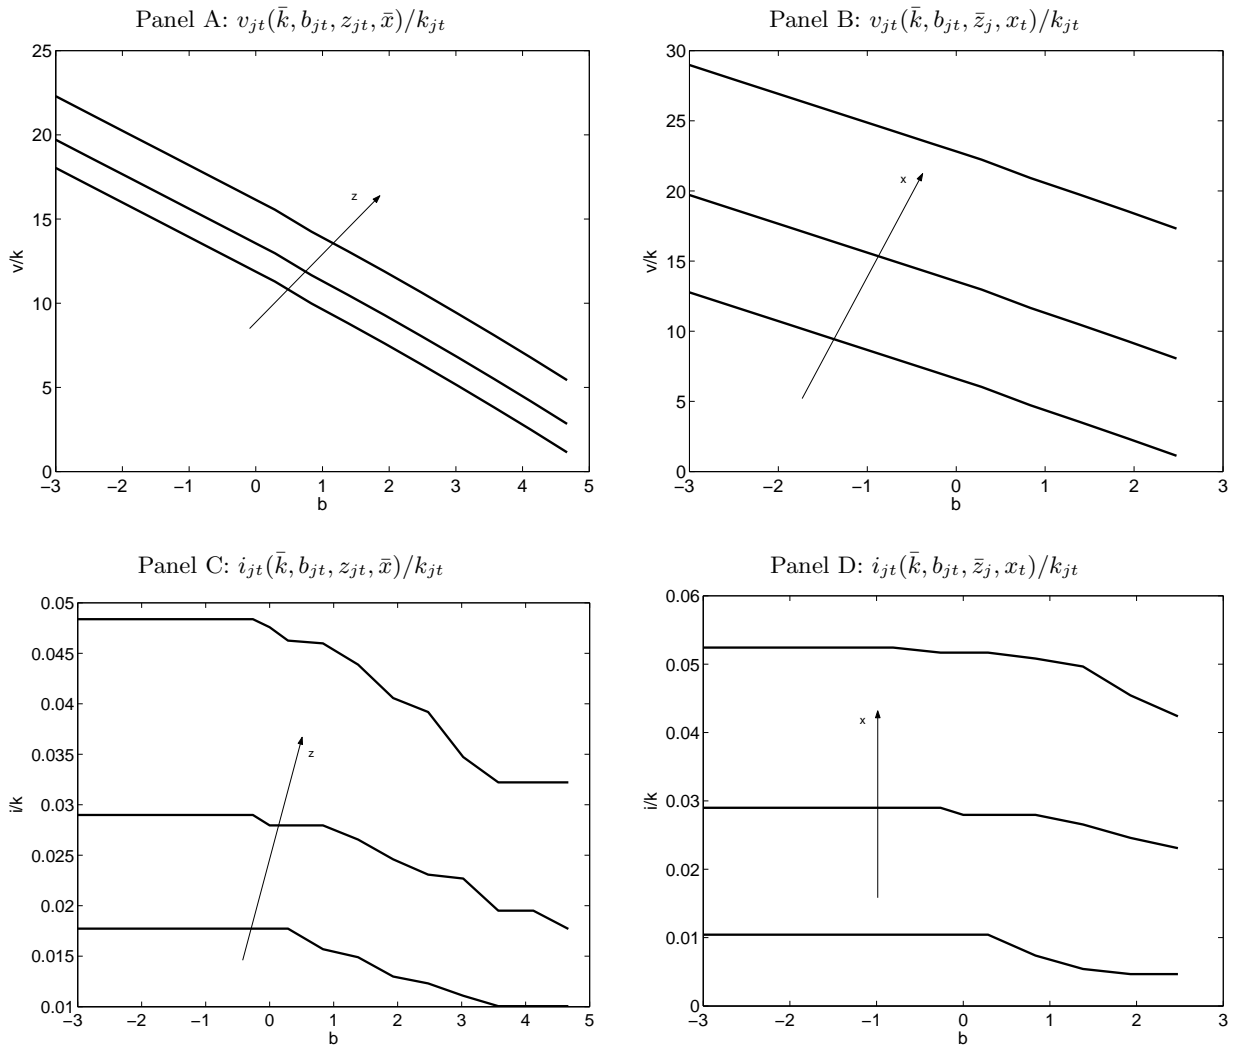 Panel A: $v_{jt}(\bar{k}, b_{jt}, z_{jt}, \bar{x})/k_{jt}$
25
20
15
10
5
0
v/k
z
−3 −2 −1 0 1 2 3 4 5
b
Panel B: $v_{jt}(\bar{k}, b_{jt}, \bar{z}_j, x_t)/k_{jt}$
30
25
20
15
10
5
0
v/k
x
−3 −2 −1 0 1 2 3
b
Panel C: $i_{jt}(\bar{k}, b_{jt}, z_{jt}, \bar{x})/k_{jt}$
0.05
0.045
0.04
0.035
0.03
0.025
0.02
0.015
0.01
i/k
z
−3 −2 −1 0 1 2 3 4 5
b
Panel D: $i_{jt}(\bar{k}, b_{jt}, \bar{z}_j, x_t)/k_{jt}$
0.06
0.05
0.04
0.03
0.02
0.01
0
i/k
x
−3 −2 −1 0 1 2 3
b